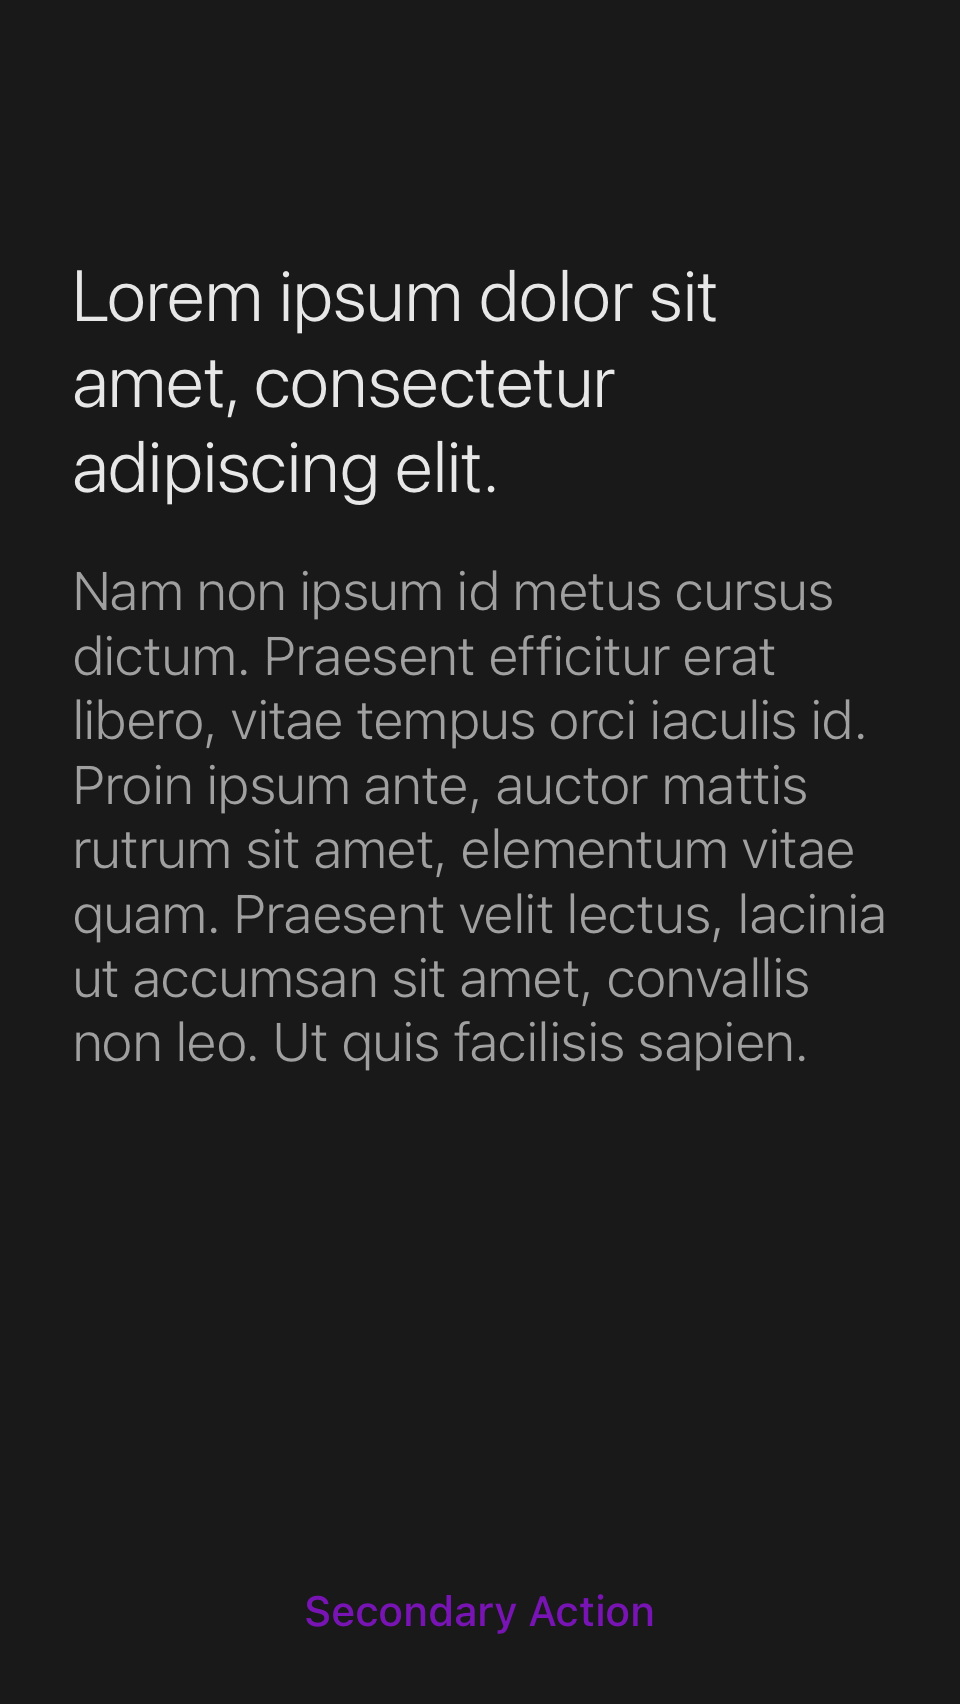 Lorem ipsum dolor sit
amet, consectetur
adipiscing elit.
Nam non ipsum id metus cursus
dictum. Praesent efficitur erat
libero, vitae tempus orci iaculis id.
Proin ipsum ante, auctor mattis
rutrum sit amet, elementum vitae
quam. Praesent velit lectus, lacinia
ut accumsan sit amet, convallis
non leo. Ut quis facilisis sapien.
Secondary Action